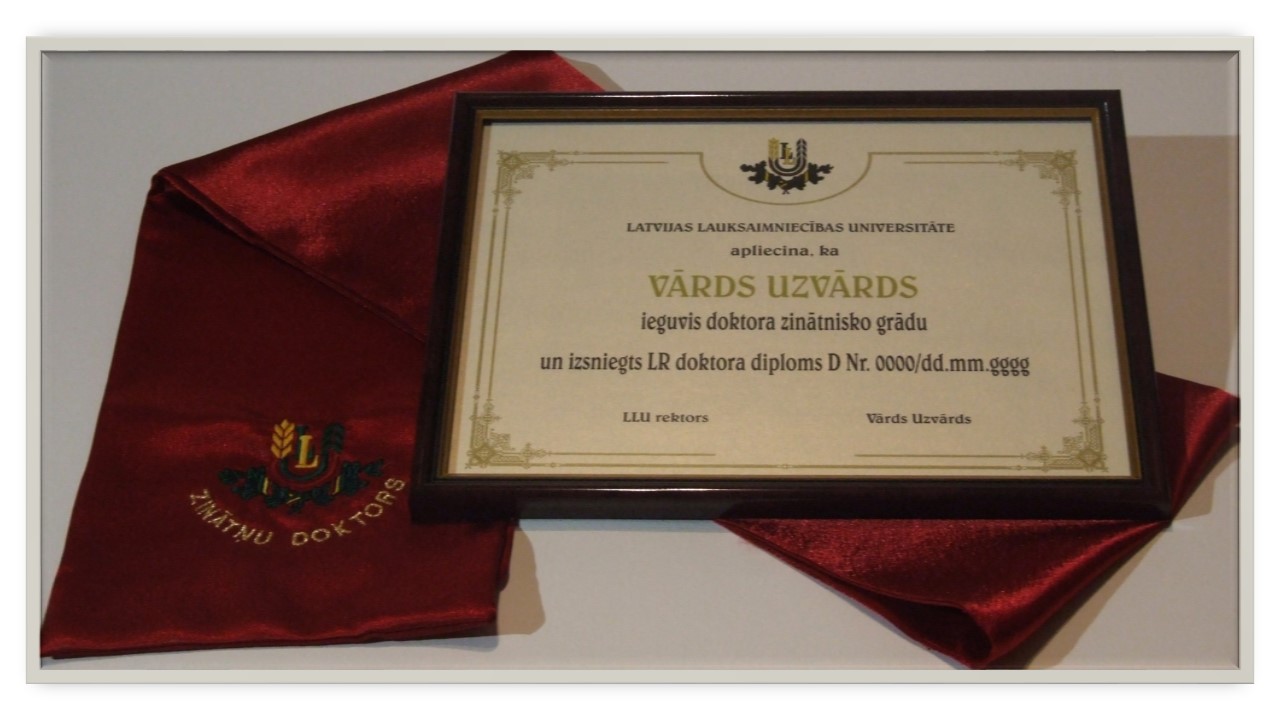 LATVIJAS LAUKSAIMNIECĪBAS UNIVERSITĀTE
apliecina, ka
VĀRDS UZVĀRDS
ieguvis doktora zinātnisko grādu
un izsniegts LR doktora diploms D Nr. 0000/dd.mm.gggg
LLU rektors Vārds Uzvārds
L
ZINĀTŅU DOKTORS